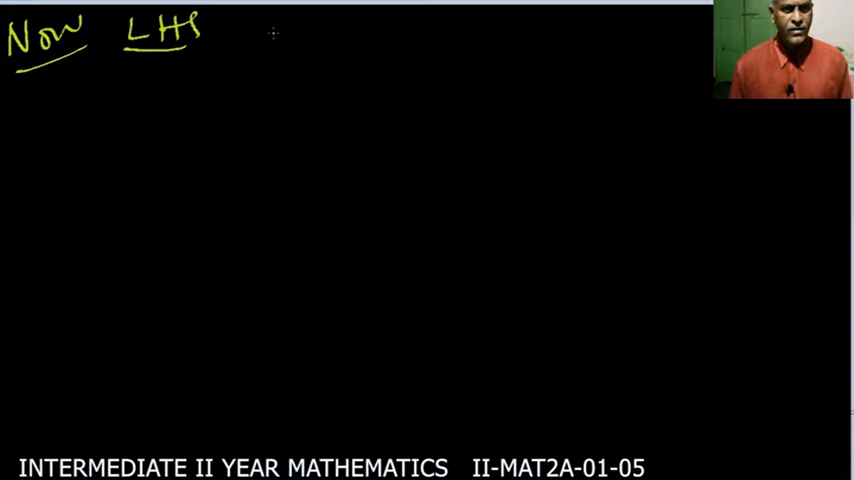 Now LHS
INTERMEDIATE II YEAR MATHEMATICS II-MAT2A-01-05